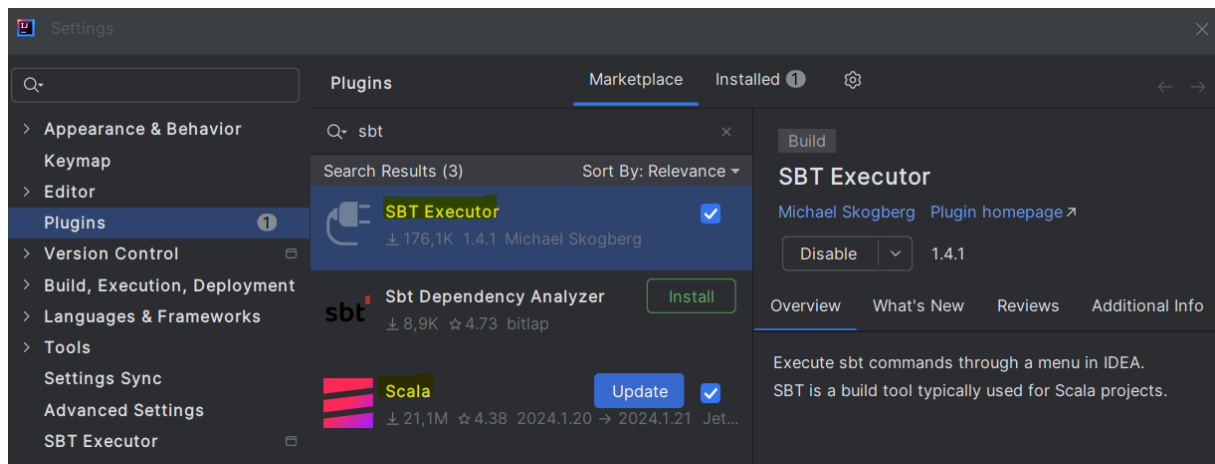 Settings
Plugins
Marketplace
Installed 1
Appearance & Behavior
Keymap
Editor
Plugins 1
Version Control
Build, Execution, Deployment
Languages & Frameworks
Tools
Settings Sync
Advanced Settings
SBT Executor
sbt
Search Results (3) Sort By: Relevance
SBT Executor
176,1K 1.4.1 Michael Skogberg
sbt
Sbt Dependency Analyzer
Install
8,9K 4.73 bitlap
Scala
Update
21,1M 4.38 2024.1.20 → 2024.1.21 Jet...
Build
SBT Executor
Michael Skogberg Plugin homepage
Disable 1.4.1
Overview What's New Reviews Additional Info
Execute sbt commands through a menu in IDEA.
SBT is a build tool typically used for Scala projects.